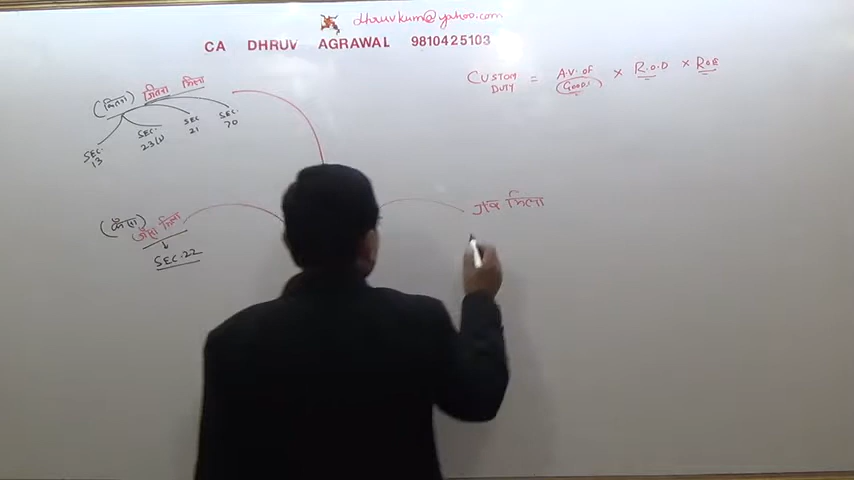 dhruvkum@yahoo.com
CA DHRUV AGRAWAL 9810425103
CUSTOM DUTY = A.V. OF GOODS × R.O.D × ROE
(कितना) जितना मिला
SEC. 13
SEC. 23(1)
SEC 21
SEC. 70
(कैसा) जैसा मिला
SEC. 22
जब मिला